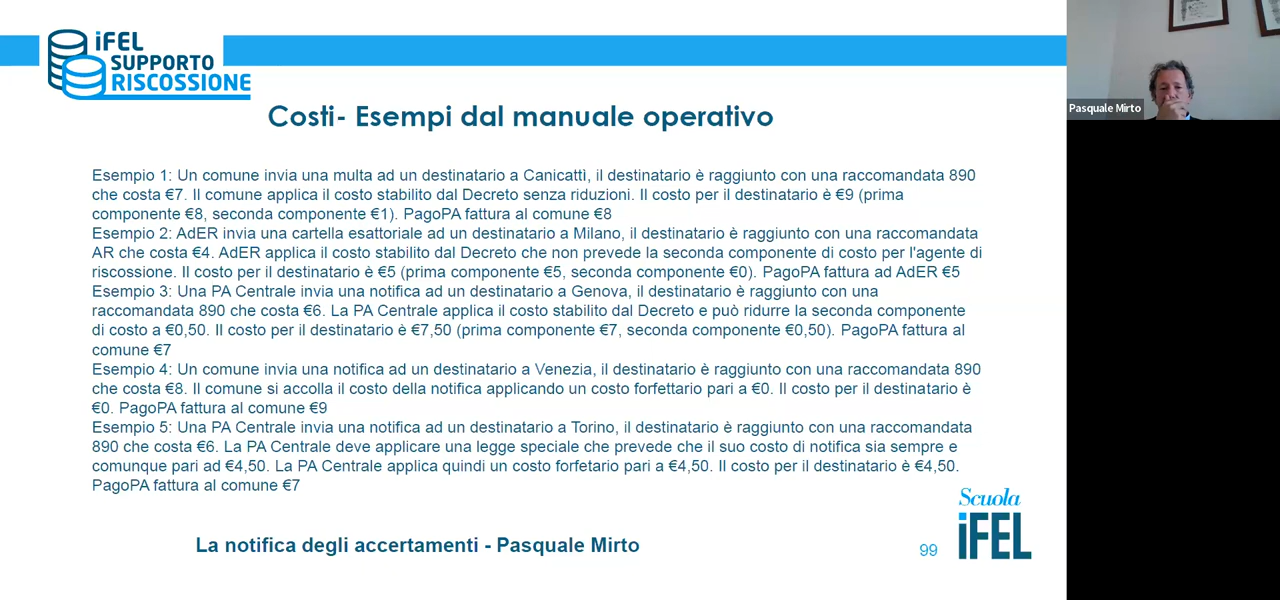 iFEL
SUPPORTO
RISCOSSIONE
Pasquale Mirto
Costi- Esempi dal manuale operativo
Esempio 1: Un comune invia una multa ad un destinatario a Canicattì, il destinatario è raggiunto con una raccomandata 890
che costa €7. Il comune applica il costo stabilito dal Decreto senza riduzioni. Il costo per il destinatario è €9 (prima
componente €8, seconda componente €1). PagoPA fattura al comune €8
Esempio 2: AdER invia una cartella esattoriale ad un destinatario a Milano, il destinatario è raggiunto con una raccomandata
AR che costa €4. AdER applica il costo stabilito dal Decreto che non prevede la seconda componente di costo per l'agente di
riscossione. Il costo per il destinatario è €5 (prima componente €5, seconda componente €0). PagoPA fattura ad AdER €5
Esempio 3: Una PA Centrale invia una notifica ad un destinatario a Genova, il destinatario è raggiunto con una
raccomandata 890 che costa €6. La PA Centrale applica il costo stabilito dal Decreto e può ridurre la seconda componente
di costo a €0,50. Il costo per il destinatario è €7,50 (prima componente €7, seconda componente €0,50). PagoPA fattura al
comune €7
Esempio 4: Un comune invia una notifica ad un destinatario a Venezia, il destinatario è raggiunto con una raccomandata 890
che costa €8. Il comune si accolla il costo della notifica applicando un costo forfettario pari a €0. Il costo per il destinatario è
€0. PagoPA fattura al comune €9
Esempio 5: Una PA Centrale invia una notifica ad un destinatario a Torino, il destinatario è raggiunto con una raccomandata
890 che costa €6. La PA Centrale deve applicare una legge speciale che prevede che il suo costo di notifica sia sempre e
comunque pari ad €4,50. La PA Centrale applica quindi un costo forfetario pari a €4,50. Il costo per il destinatario è €4,50.
PagoPA fattura al comune €7
La notifica degli accertamenti - Pasquale Mirto
99
Scuola
iFEL